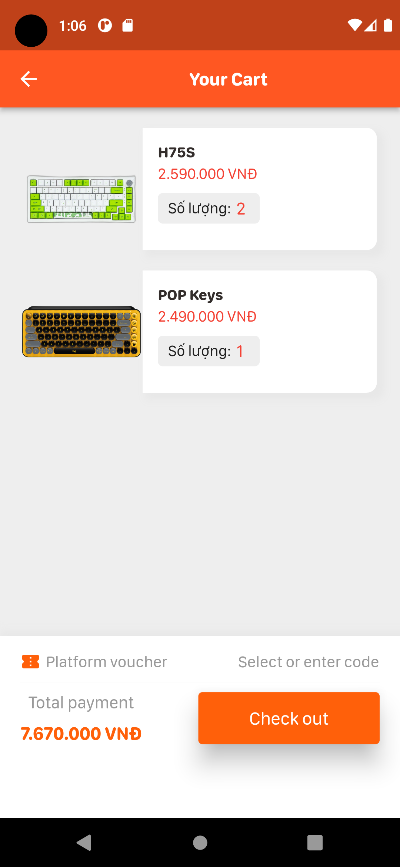 1:06
Your Cart
H75S
2.590.000 VNĐ
Số lượng: 2
POP Keys
2.490.000 VNĐ
Số lượng: 1
Platform voucher Select or enter code
Total payment
7.670.000 VNĐ
Check out